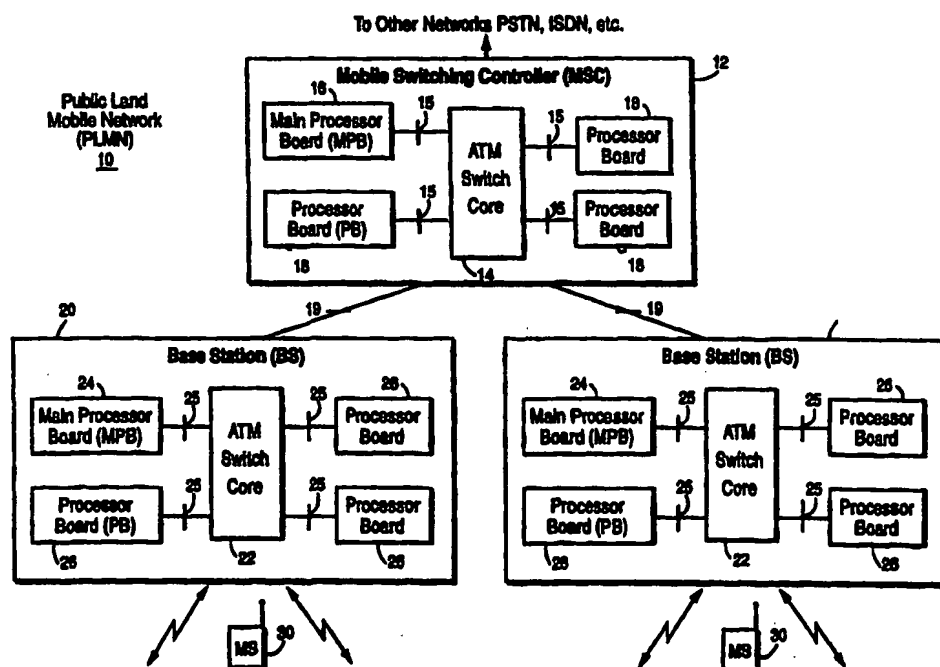 To Other Networks PSTN, ISDN, etc.
12
Mobile Switching Controller (MSC)
Public Land
Mobile Network
(PLMN)
10
16
Main Processor
Board (MPB)
15
ATM
Switch
Core
15
18
Processor
Board
Processor
Board (PB)
15
15
Processor
Board
18
14
18
19
19
20
Base Station (BS)
24
Main Processor
Board (MPB)
25
ATM
Switch
Core
25
26
Processor
Board
Processor
Board (PB)
25
25
Processor
Board
26
22
26
MS
30
Base Station (BS)
24
Main Processor
Board (MPB)
25
ATM
Switch
Core
25
26
Processor
Board
Processor
Board (PB)
25
25
Processor
Board
26
22
26
MS
30